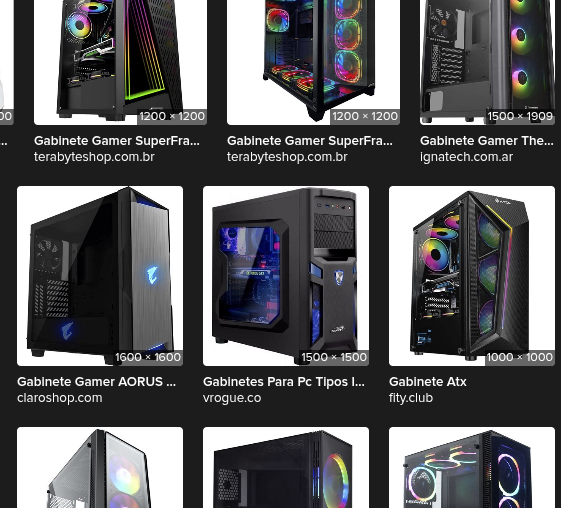 00
1200 × 1200
1200 × 1200
1500 × 1909
...
Gabinete Gamer SuperFra...
Gabinete Gamer SuperFra...
Gabinete Gamer The...
terabyteshop.com.br
terabyteshop.com.br
ignatech.com.ar
1600 × 1600
1500 × 1500
1000 × 1000
Gabinete Gamer AORUS ...
Gabinetes Para Pc Tipos I...
Gabinete Atx
claroshop.com
vrogue.co
fity.club